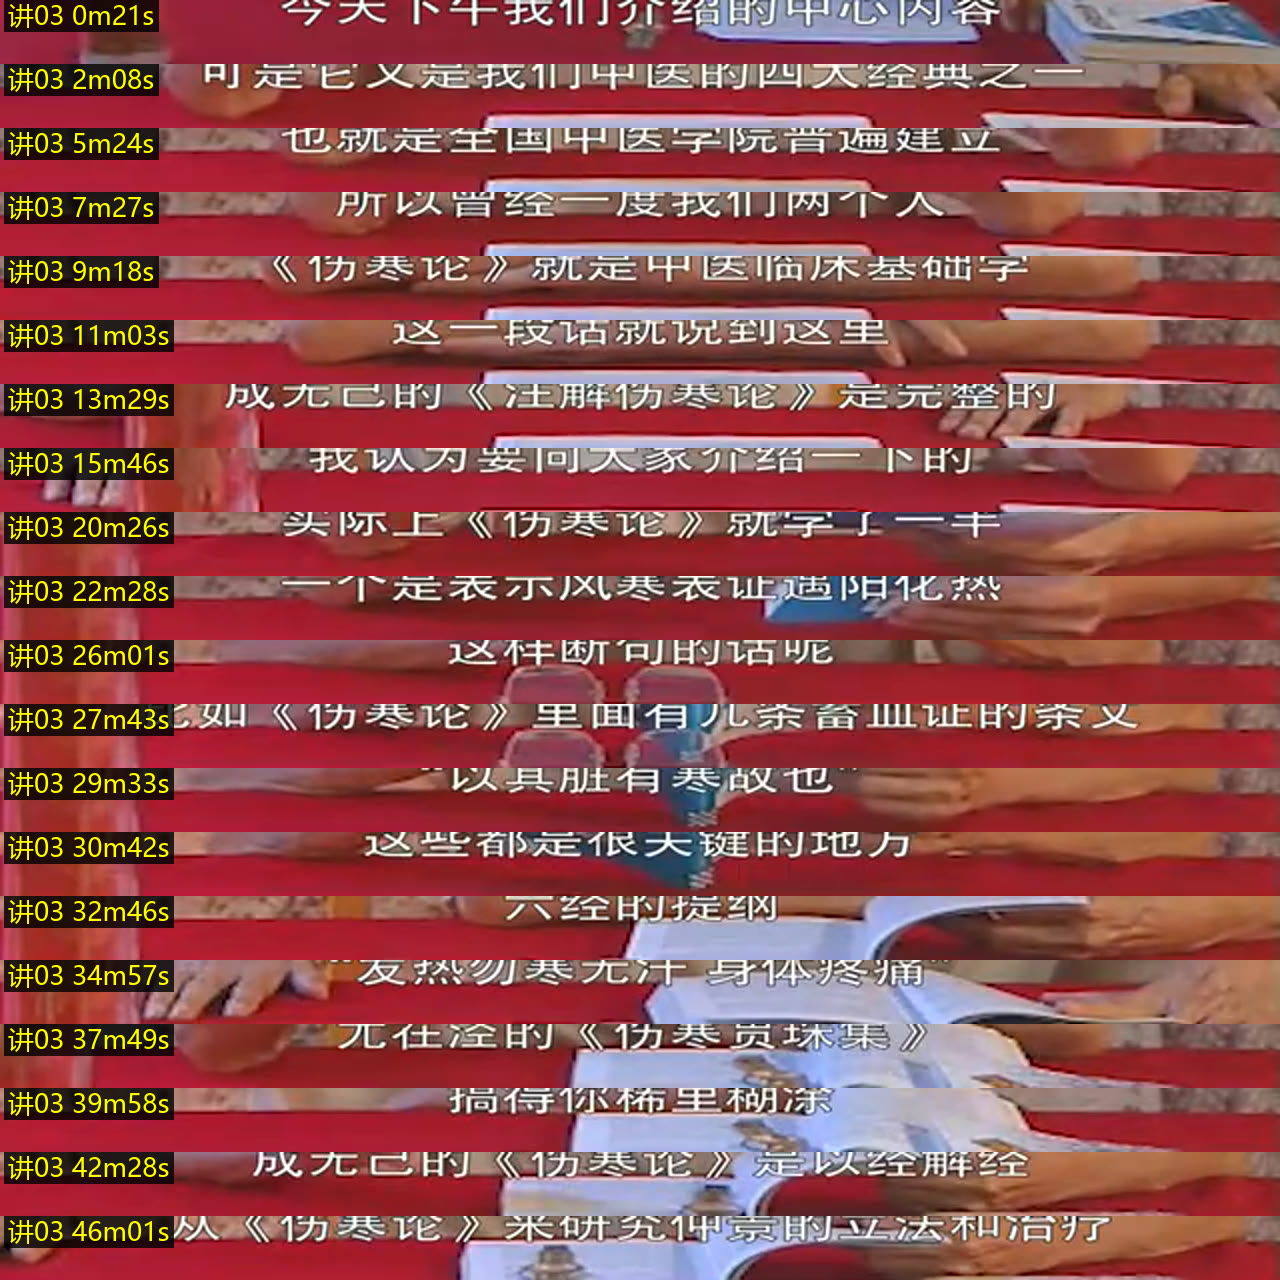 讲03 0m21s 今天下午我们介绍的中心内容
讲03 2m08s 可是它又是我们中医的四大经典之一
讲03 5m24s 也就是全国中医学院普遍建立
讲03 7m27s 所以曾经一度我们两个人
讲03 9m18s 《伤寒论》就是中医临床基础学
讲03 11m03s 这一段话就说到这里
讲03 13m29s 成无己的《注解伤寒论》是完整的
讲03 15m46s 我认为要向大家介绍一下的
讲03 20m26s 实际上《伤寒论》就学了一半
讲03 22m28s 一个是表示风寒表证遇阳化热
讲03 26m01s 这样断句的话呢
讲03 27m43s 比如《伤寒论》里面有几条蓄血证的条文
讲03 29m33s “以其脏有寒故也”
讲03 30m42s 这些都是很关键的地方
讲03 32m46s 六经的提纲
讲03 34m57s “发热恶寒无汗 身体疼痛”
讲03 37m49s 尤在泾的《伤寒贯珠集》
讲03 39m58s 搞得你稀里糊涂
讲03 42m28s 成无己的《伤寒论》是以经解经
讲03 46m01s 从《伤寒论》来研究仲景的立法和治疗